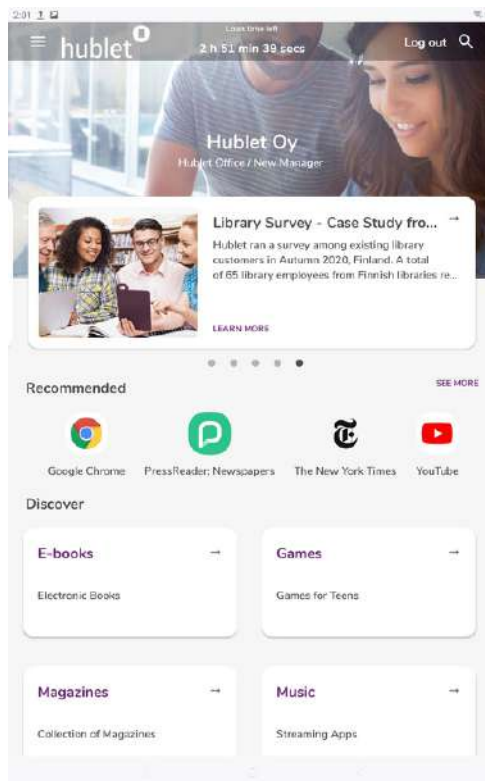 2:01
Loan time left
hublet
2 h 51 min 39 secs
Log out
Hublet Oy
Hublet Office / New Manager
Library Survey - Case Study fro...
Hublet ran a survey among existing library
customers in Autumn 2020, Finland. A total
of 65 library employees from Finnish libraries re...
LEARN MORE
Recommended
SEE MORE
Google Chrome
PressReader: Newspapers
The New York Times
YouTube
Discover
E-books
Electronic Books
Games
Games for Teens
Magazines
Collection of Magazines
Music
Streaming Apps